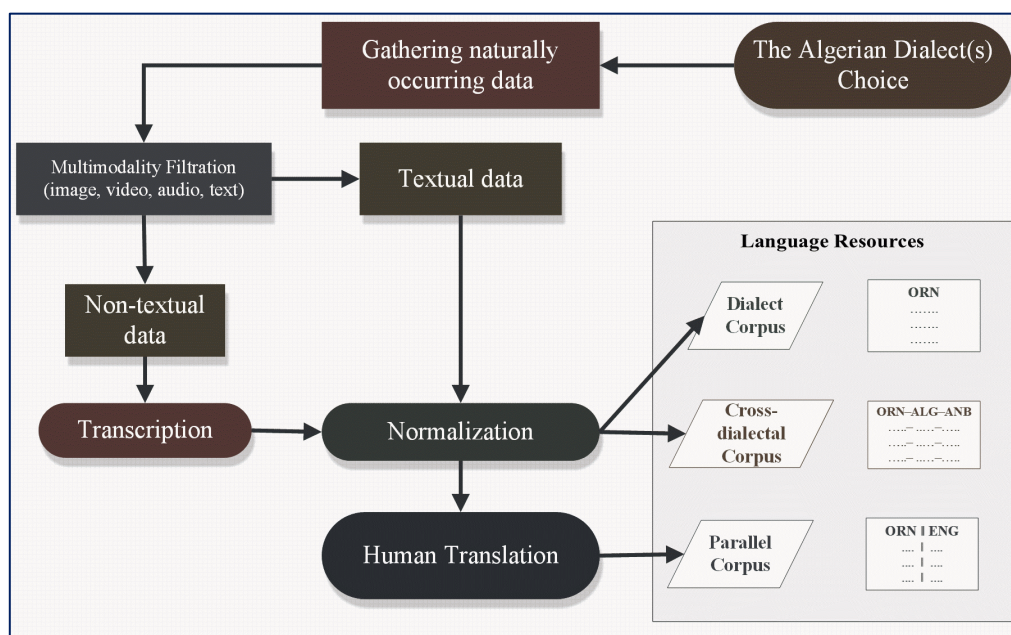 The Algerian Dialect(s)
Choice
Gathering naturally
occurring data
Multimodality Filtration
(image, video, audio, text)
Textual data
Non-textual
data
Transcription
Normalization
Human Translation
Language Resources
Dialect
Corpus
ORN
…….
…….
…….
Cross-
dialectal
Corpus
ORN–ALG–ANB
…..–…..–…..
…..–…..–…..
…..–…..–…..
Parallel
Corpus
ORN | ENG
.... | ....
.... | ....
.... | ....